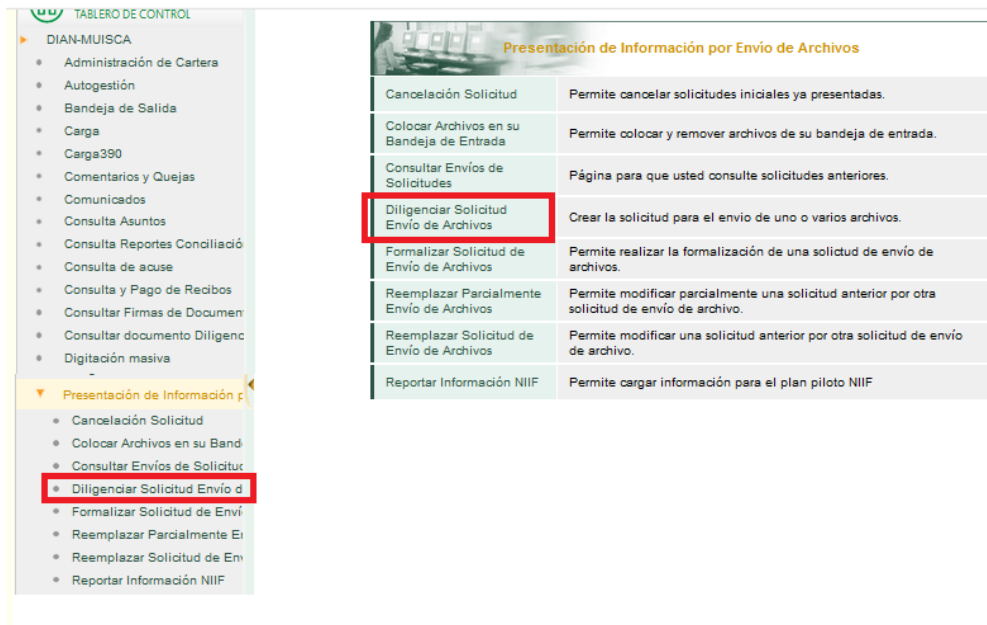 TABLERO DE CONTROL
DIAN-MUISCA
Administración de Cartera
Autogestión
Bandeja de Salida
Carga
Carga390
Comentarios y Quejas
Comunicados
Consulta Asuntos
Consulta Reportes Conciliació
Consulta de acuse
Consulta y Pago de Recibos
Consultar Firmas de Documen
Consultar documento Diligenc
Digitación masiva
Presentación de Información p
Cancelación Solicitud
Colocar Archivos en su Band
Consultar Envíos de Solicitud
Diligenciar Solicitud Envío d
Formalizar Solicitud de Enví
Reemplazar Parcialmente E
Reemplazar Solicitud de Env
Reportar Información NIIF
Presentación de Información por Envío de Archivos
Cancelación Solicitud
Permite cancelar solicitudes iniciales ya presentadas.
Colocar Archivos en su
Bandeja de Entrada
Permite colocar y remover archivos de su bandeja de entrada.
Consultar Envíos de
Solicitudes
Página para que usted consulte solicitudes anteriores.
Diligenciar Solicitud
Envío de Archivos
Crear la solicitud para el envio de uno o varios archivos.
Formalizar Solicitud de
Envío de Archivos
Permite realizar la formalización de una solictud de envío de
archivos.
Reemplazar Parcialmente
Envío de Archivos
Permite modificar parcialmente una solicitud anterior por otra
solicitud de envío de archivo.
Reemplazar Solicitud de
Envío de Archivos
Permite modificar una solicitud anterior por otra solicitud de envío
de archivo.
Reportar Información NIIF
Permite cargar información para el plan piloto NIIF